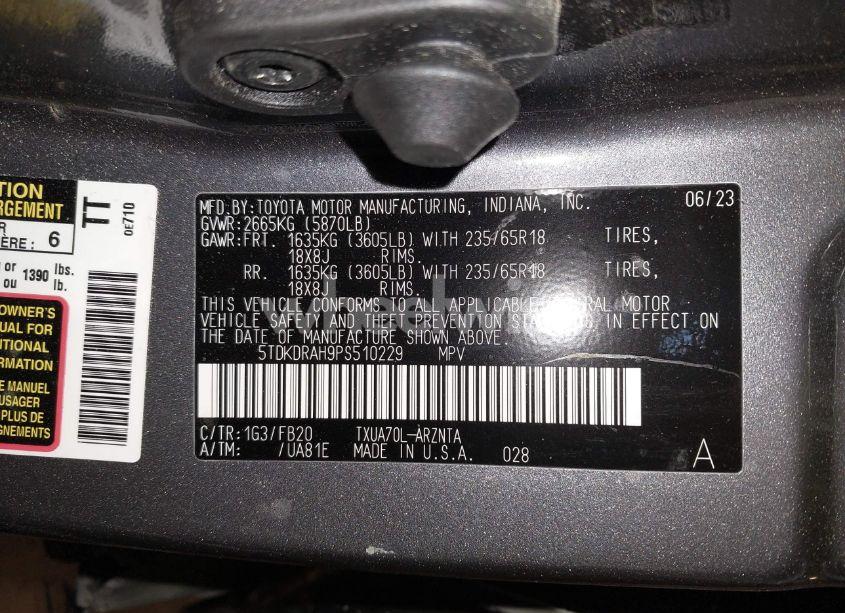 TION
RGEMENT
R
IÈRE: 6
or 1390 lbs.
ou lb.
OWNER'S
UAL FOR
ITIONAL
RMATION
E MANUEL
USAGER
PLUS DE
GNEMENTS
TT
0E710
MFD.BY:TOYOTA MOTOR MANUFACTURING, INDIANA, INC. 06/23
GVWR:2665KG (5870LB)
GAWR:FRT. 1635KG (3605LB) WITH 235/65R18 TIRES,
18X8J RIMS.
RR. 1635KG (3605LB) WITH 235/65R18 TIRES,
18X8J RIMS.
THIS VEHICLE CONFORMS TO ALL APPLICABLE FEDERAL MOTOR
VEHICLE SAFETY AND THEFT PREVENTION STANDARDS IN EFFECT ON
THE DATE OF MANUFACTURE SHOWN ABOVE.
5TDKDRAH9PS510229 MPV
C/TR:1G3/FB20 TXUA70L-ARZNTA
A/TM: /UA81E MADE IN U.S.A. 028
A